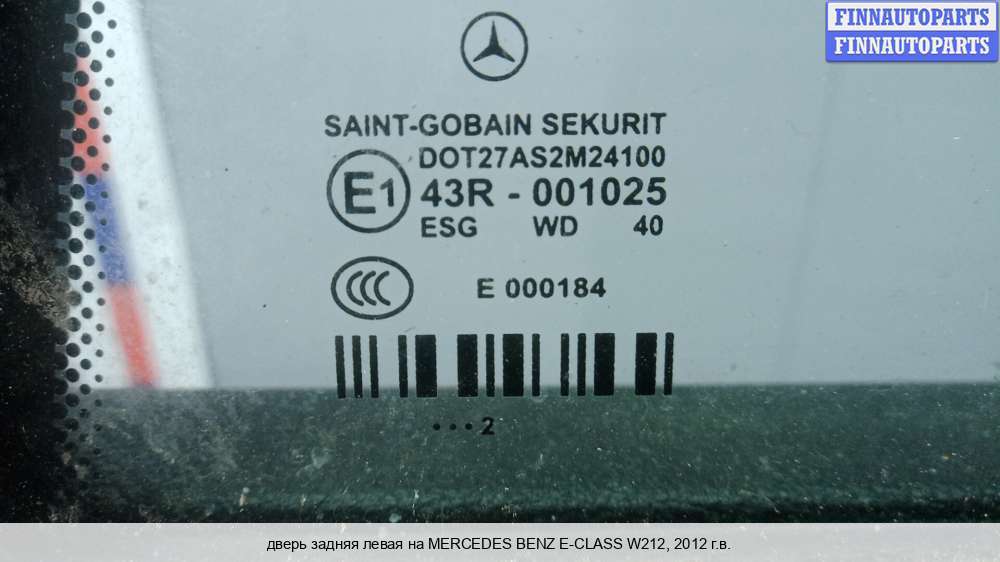 FINNAUTOPARTS
FINNAUTOPARTS
SAINT-GOBAIN SEKURIT
DOT27AS2M24100
E1 43R - 001025
ESG WD 40
CCC E 000184
•••2
дверь задняя левая на MERCEDES BENZ E-CLASS W212, 2012 г.в.